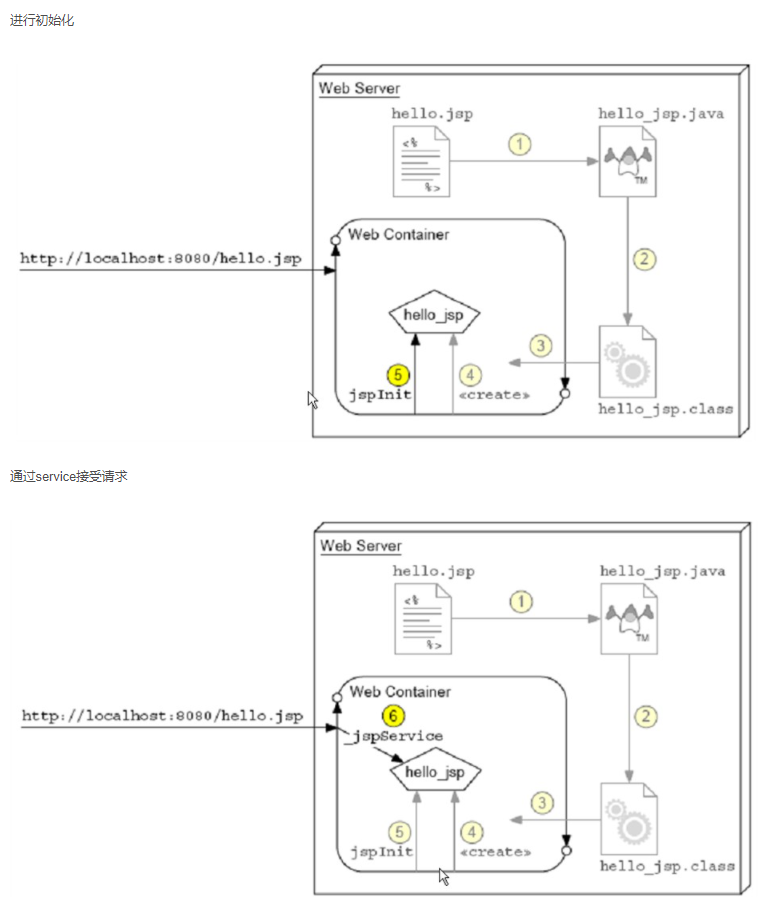 进行初始化
Web Server
hello.jsp
hello_jsp.java
<%
%>
1
TM
Web Container
2
http://localhost:8080/hello.jsp
hello_jsp
3
5
4
jspInit
«create»
hello_jsp.class
通过service接受请求
Web Server
hello.jsp
hello_jsp.java
<%
%>
1
TM
Web Container
http://localhost:8080/hello.jsp
6
2
_jspService
hello_jsp
3
5
4
jspInit
«create»
hello_jsp.class